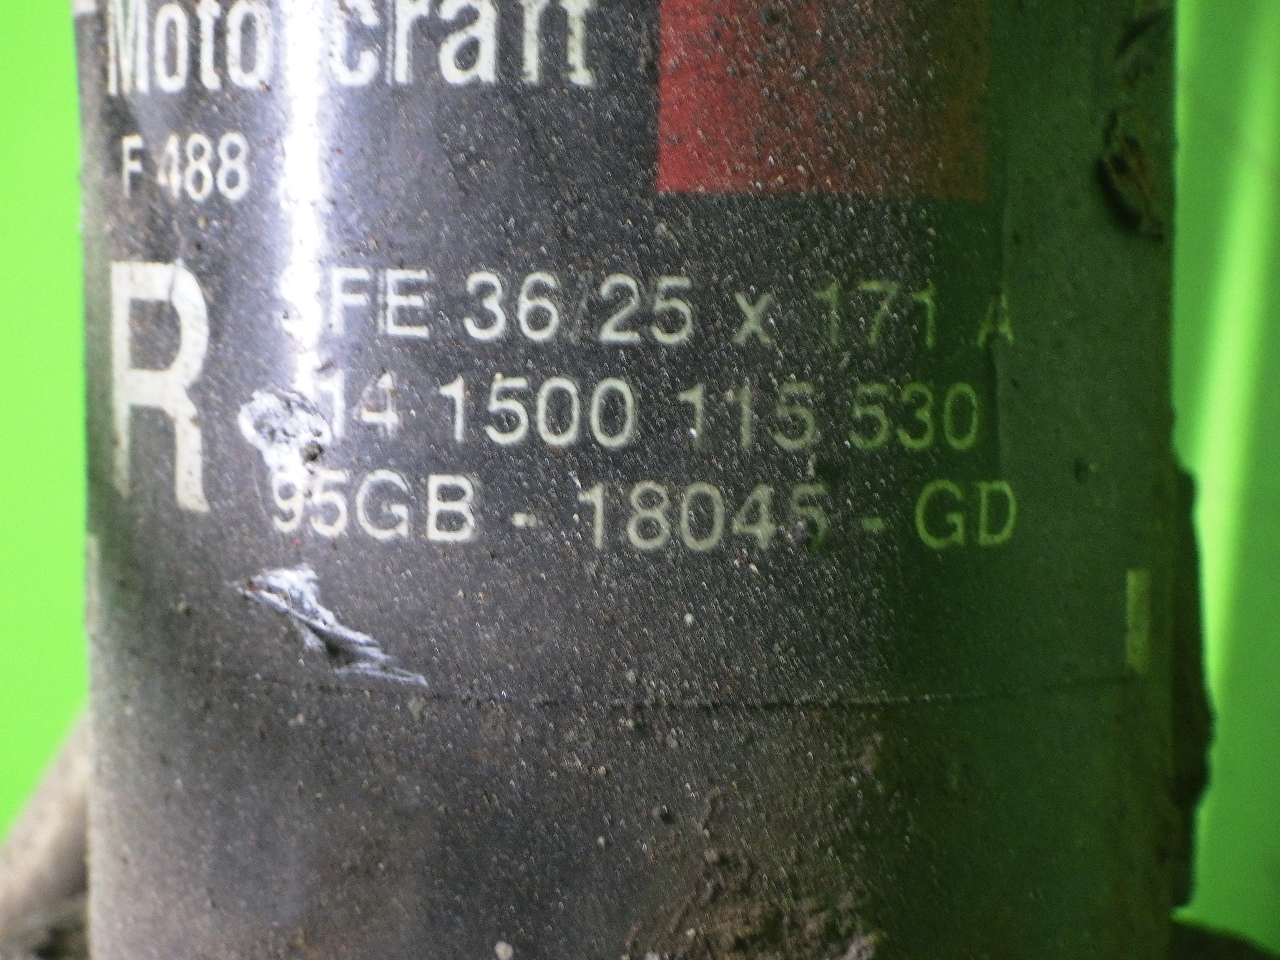 Motorcraft
F 488
R
SFE 36/25 x 171 A
14 1500 115 530
95GB - 18045 - GD